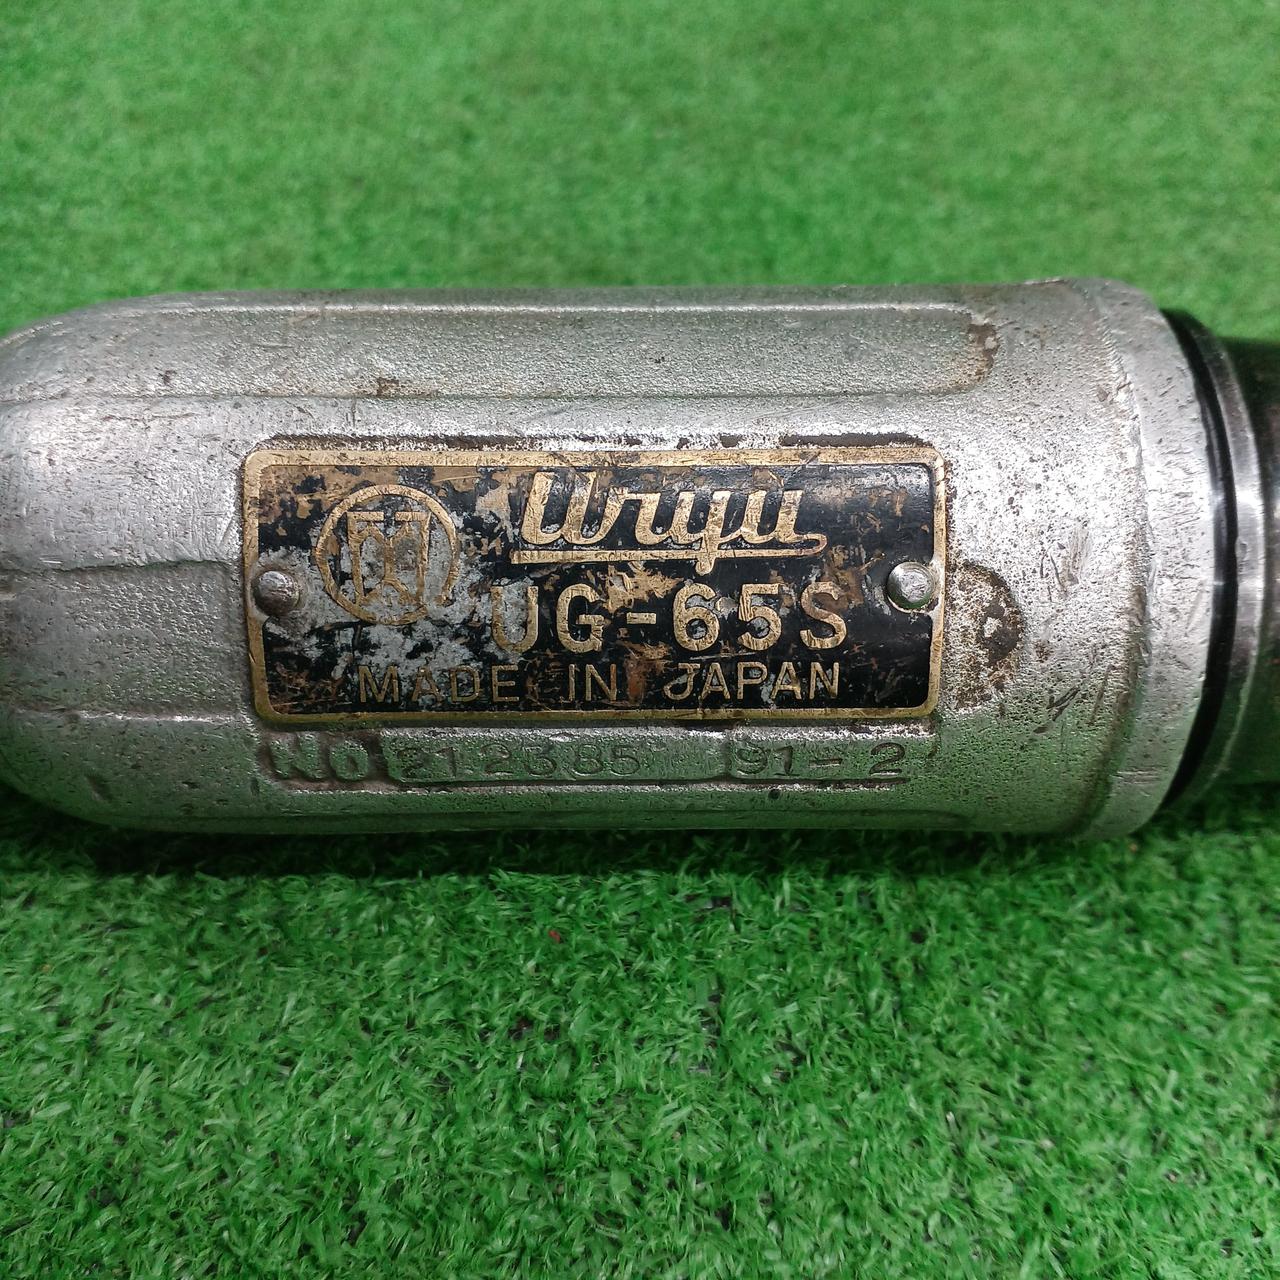 Uryu
UG-65S
MADE IN JAPAN
NO 212385 91-2